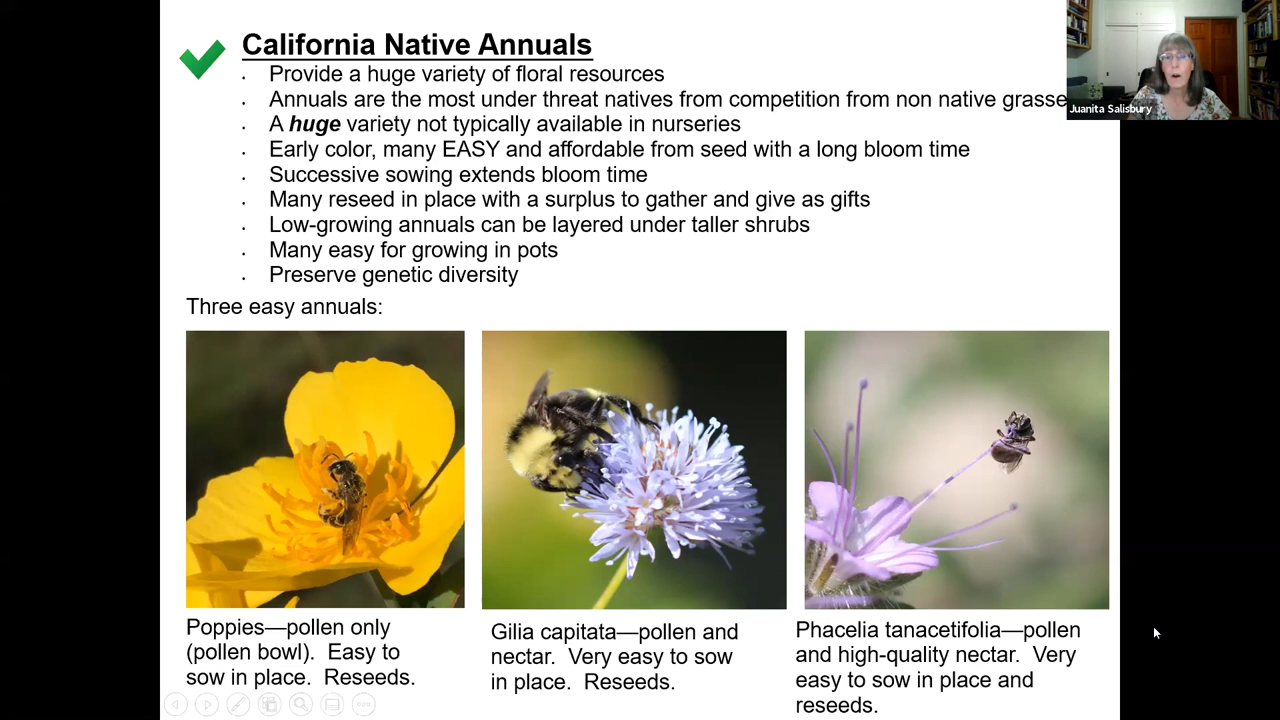 California Native Annuals
Provide a huge variety of floral resources
Annuals are the most under threat natives from competition from non native grasse
Juanita Salisbury
A huge variety not typically available in nurseries
Early color, many EASY and affordable from seed with a long bloom time
Successive sowing extends bloom time
Many reseed in place with a surplus to gather and give as gifts
Low-growing annuals can be layered under taller shrubs
Many easy for growing in pots
Preserve genetic diversity
Three easy annuals:
Poppies—pollen only
(pollen bowl).  Easy to
sow in place.  Reseeds.
Gilia capitata—pollen and
nectar.  Very easy to sow
in place.  Reseeds.
Phacelia tanacetifolia—pollen
and high-quality nectar.  Very
easy to sow in place and
reseeds.